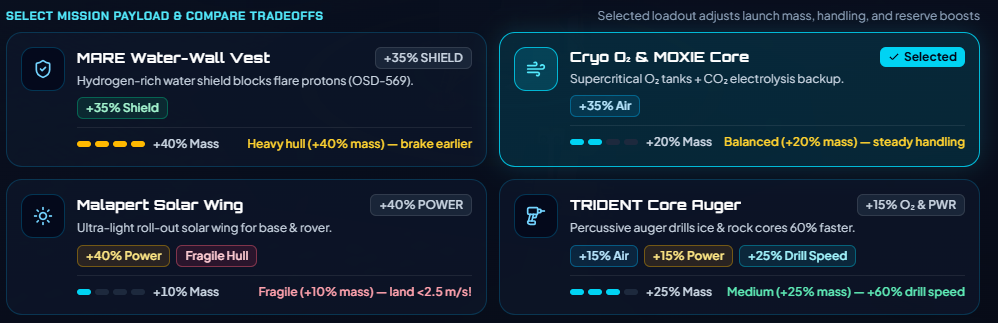 SELECT MISSION PAYLOAD & COMPARE TRADEOFFS
Selected loadout adjusts launch mass, handling, and reserve boosts
MARE Water-Wall Vest
+35% SHIELD
Hydrogen-rich water shield blocks flare protons (OSD-569).
+35% Shield
+40% Mass
Heavy hull (+40% mass) — brake earlier
Cryo O₂ & MOXIE Core
✓ Selected
Supercritical O₂ tanks + CO₂ electrolysis backup.
+35% Air
+20% Mass
Balanced (+20% mass) — steady handling
Malapert Solar Wing
+40% POWER
Ultra-light roll-out solar wing for base & rover.
+40% Power
Fragile Hull
+10% Mass
Fragile (+10% mass) — land <2.5 m/s!
TRIDENT Core Auger
+15% O₂ & PWR
Percussive auger drills ice & rock cores 60% faster.
+15% Air
+15% Power
+25% Drill Speed
+25% Mass
Medium (+25% mass) — +60% drill speed